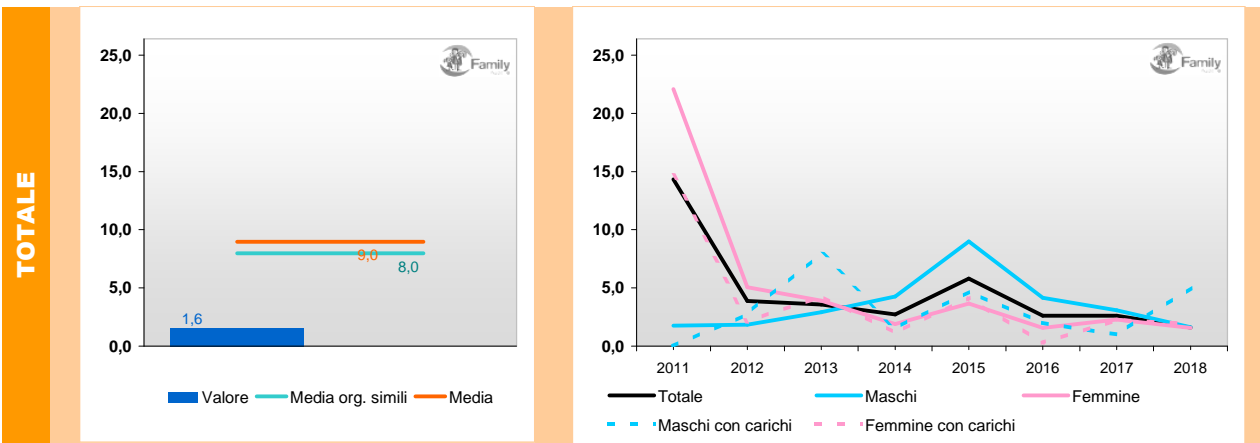 TOTALE
25,0
20,0
15,0
10,0
5,0
0,0
Family
9,0
8,0
1,6
Valore
Media org. simili
Media
25,0
20,0
15,0
10,0
5,0
0,0
Family
2011 2012 2013 2014 2015 2016 2017 2018
Totale
Maschi
Femmine
Maschi con carichi
Femmine con carichi